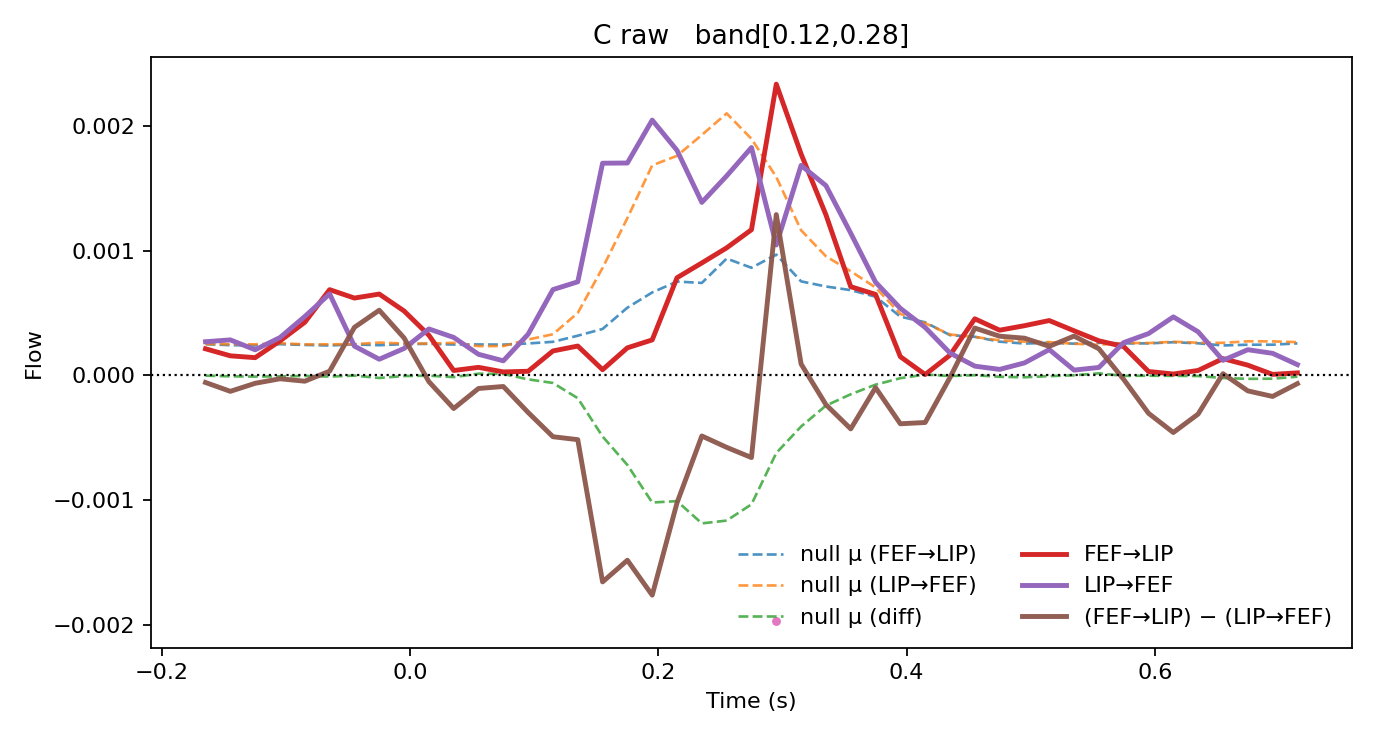 C raw   band[0.12,0.28]
Flow
0.002
0.001
0.000
−0.001
−0.002
−0.2
0.0
0.2
0.4
0.6
Time (s)
null μ (FEF→LIP)
null μ (LIP→FEF)
null μ (diff)
FEF→LIP
LIP→FEF
(FEF→LIP) − (LIP→FEF)